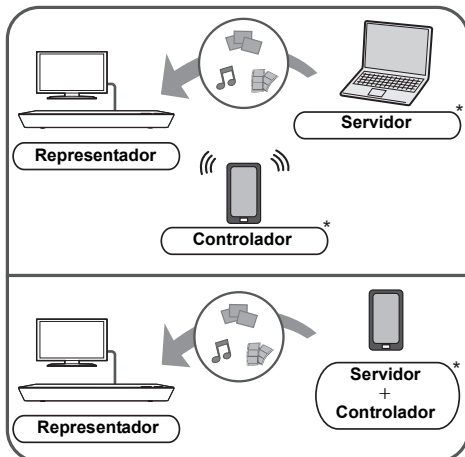 Servidor*
Representador
Controlador*
Servidor*
+
Controlador
Representador